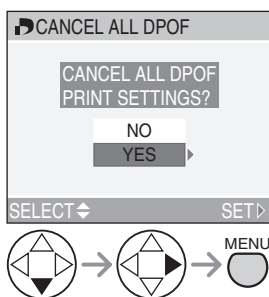 CANCEL ALL DPOF
CANCEL ALL DPOF
PRINT SETTINGS?
NO
YES
SELECT SET
MENU